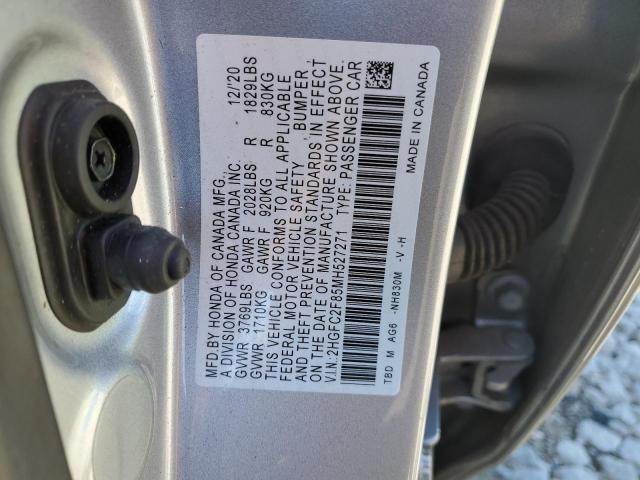 MFD.BY HONDA OF CANADA MFG., 12/20
A DIVISION OF HONDA CANADA INC.
GVWR 3769LBS GAWR F 2028LBS R 1829LBS
GVWR 1710KG GAWR F 920KG R 830KG
THIS VEHICLE CONFORMS TO ALL APPLICABLE
FEDERAL MOTOR VEHICLE SAFETY , BUMPER,
AND THEFT PREVENTION STANDARDS IN EFFECT
ON THE DATE OF MANUFACTURE SHOWN ABOVE.
V.I.N.:2HGFC2F85MH527271 TYPE: PASSENGER CAR
TBD M AG6 -NH830M -V -H MADE IN CANADA